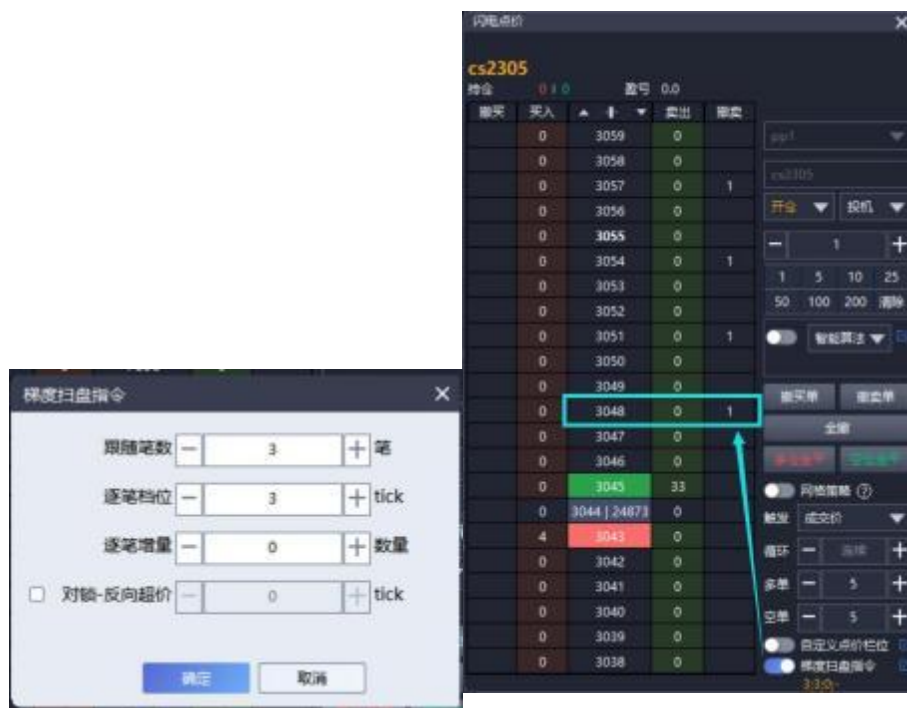 闪电点价
cs2305
持仓 0 / 0 盈亏 0.0
撤买 买入 卖出 撤卖
0 3059 0
0 3058 0
0 3057 0 1
0 3056 0
0 3055 0
0 3054 0 1
0 3053 0
0 3052 0
0 3051 0 1
0 3050 0
0 3049 0
0 3048 0 1
0 3047 0
0 3046 0
0 3045 33
0 3044 | 24873 0
4 3043 0
0 3042 0
0 3041 0
0 3040 0
0 3039 0
0 3038 0
pp1
cs2305
开仓 投机
1
1 5 10 25
50 100 200 清除
智能算法
撤买单 撤卖单
全撤
网格策略 ?
触发 成交价
循环
多单 5
空单 5
自定义点价栏位
梯度扫盘指令
3:3:0:-
梯度扫盘指令
跟随笔数 3 笔
逐笔档位 3 tick
逐笔增量 0 数量
对锁-反向超价 0 tick
确定 取消